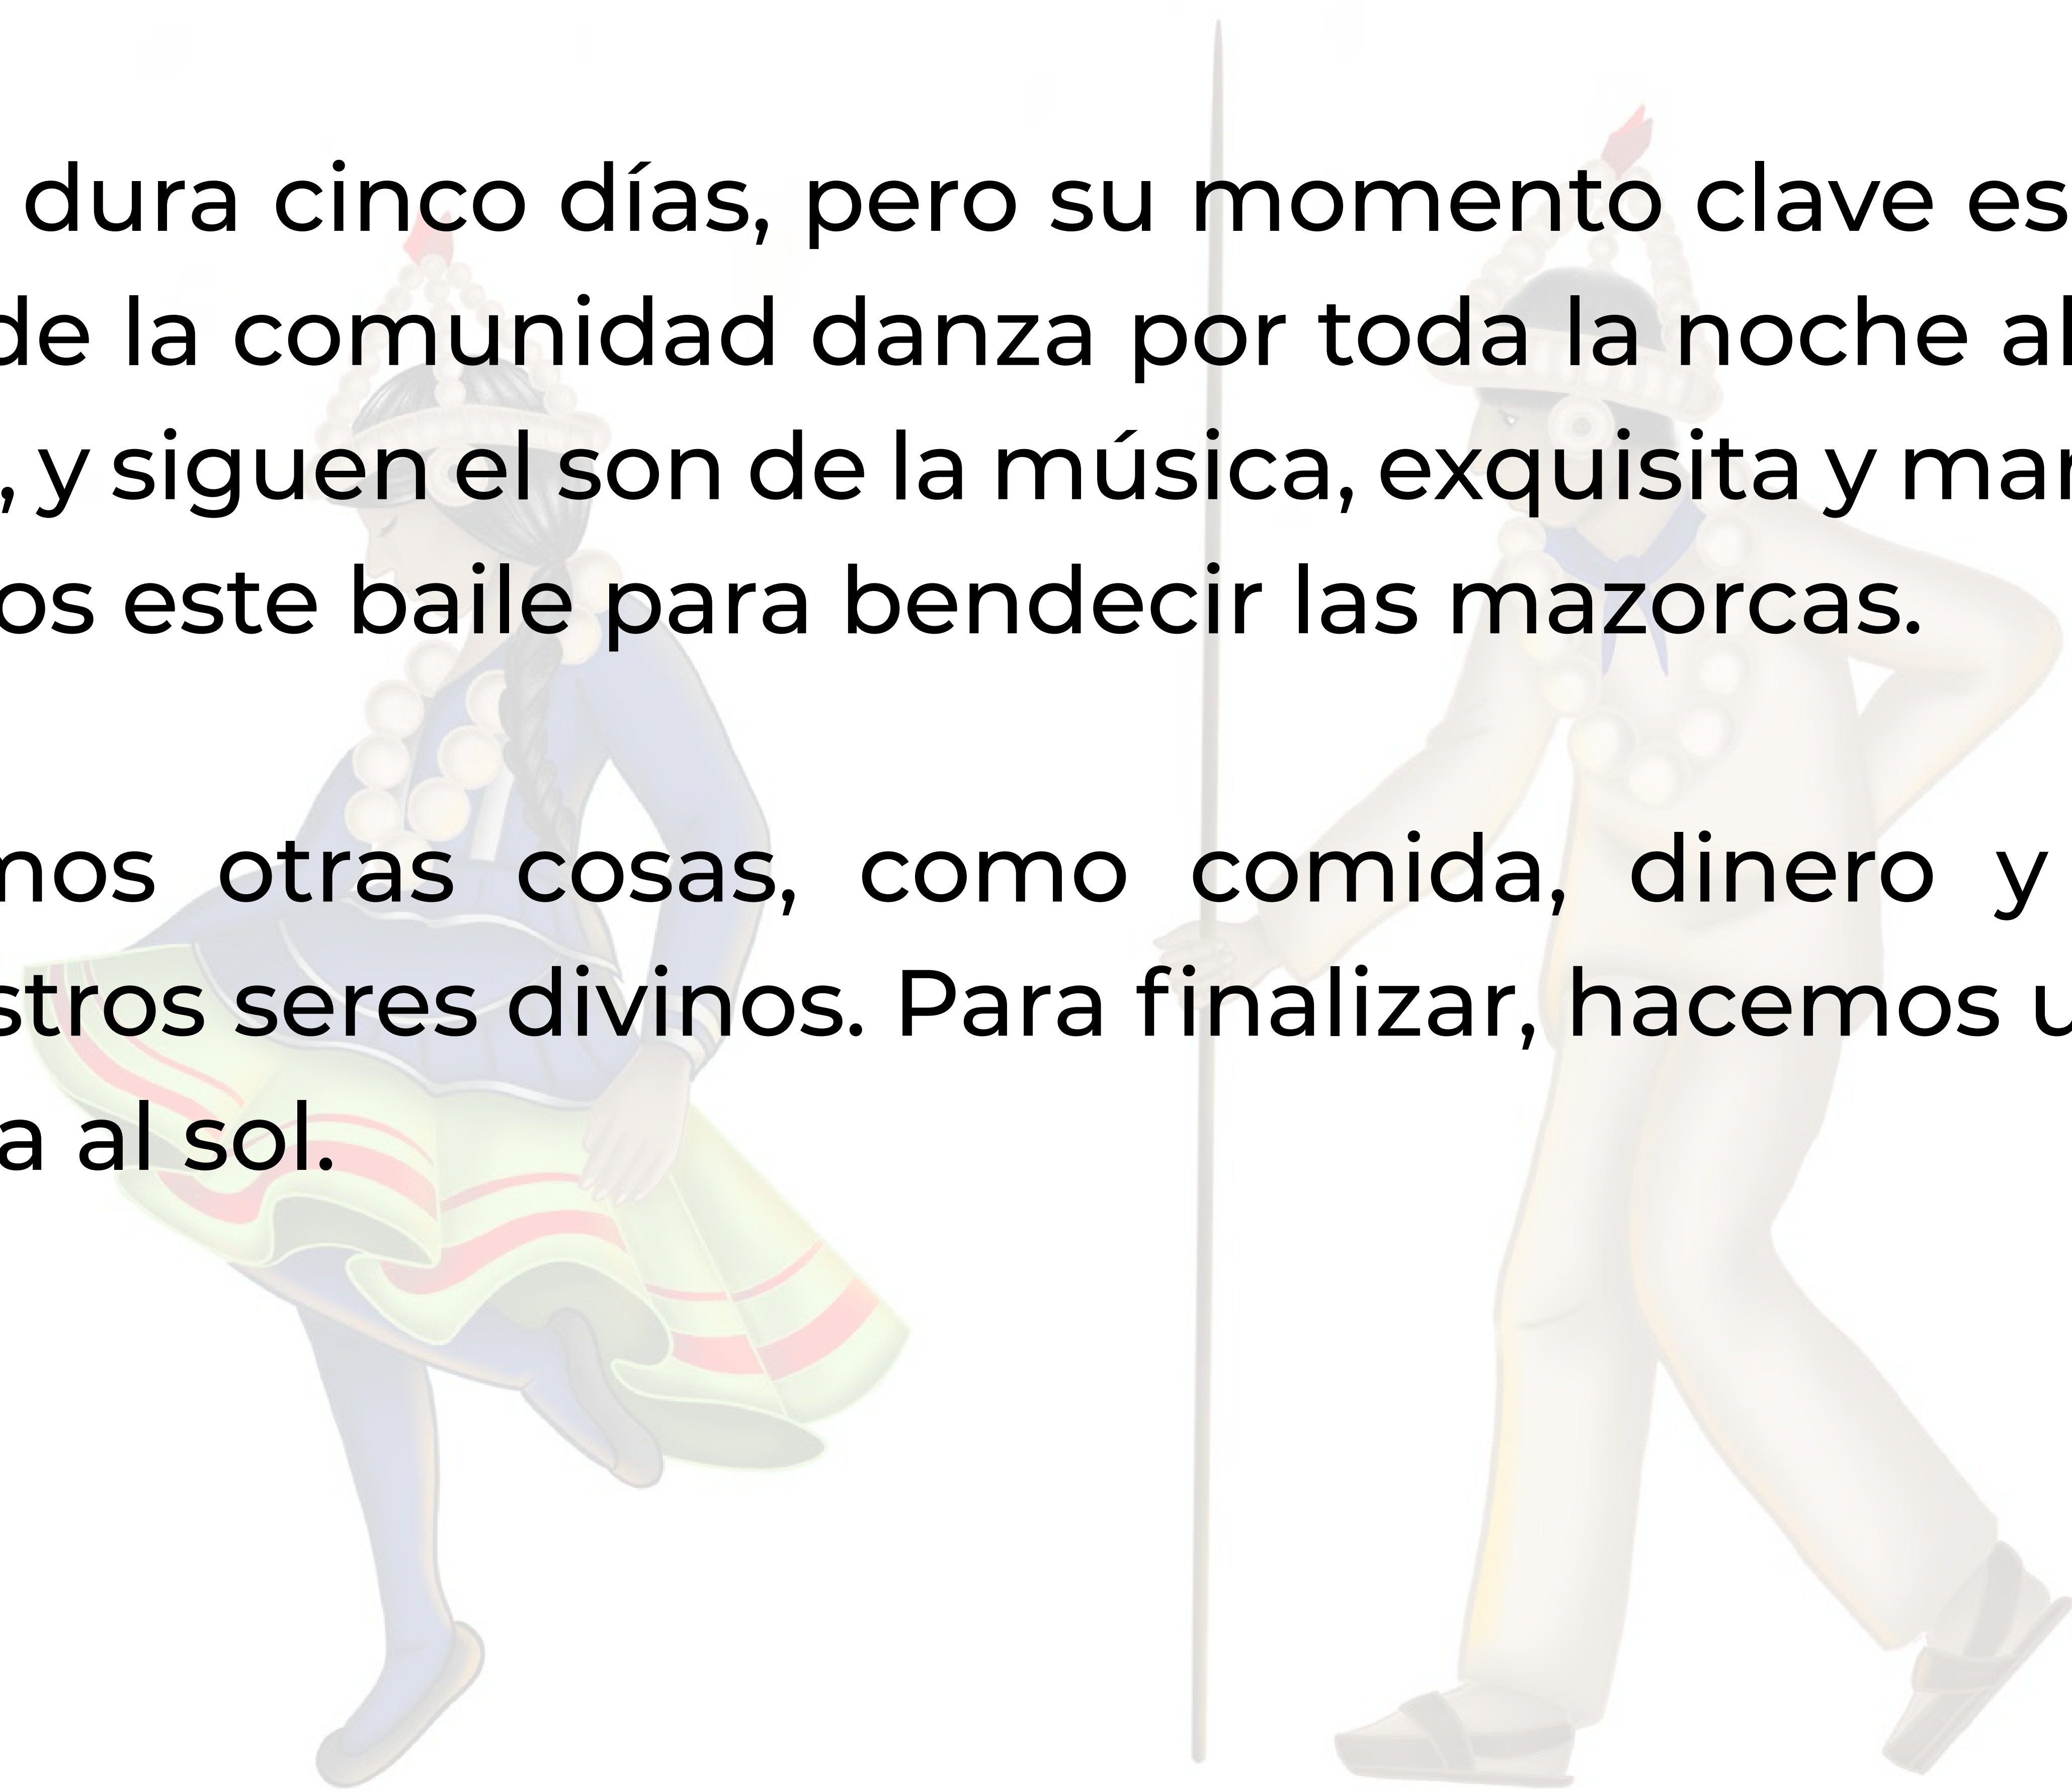 dura cinco días, pero su momento clave es
de la comunidad danza por toda la noche al
, y siguen el son de la música, exquisita y
os este baile para bendecir las mazorcas.
mos otras cosas, como comida, dinero y
stros seres divinos. Para finalizar, hacemos
a al sol.